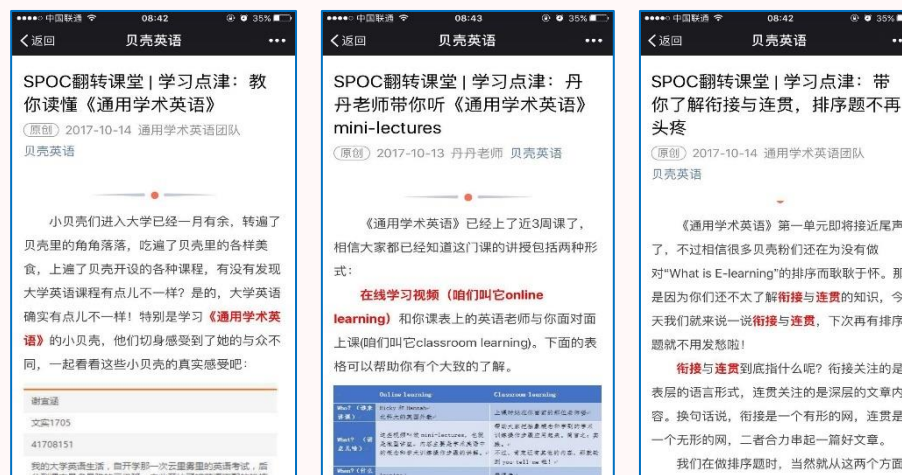 中国联通 08:42 35%
返回 贝壳英语
SPOC翻转课堂 | 学习点津：教
你读懂《通用学术英语》
原创 2017-10-14 通用学术英语团队
贝壳英语
小贝壳们进入大学已经一月有余，转遍了
贝壳里的角角落落，吃遍了贝壳里的各样美
食，上遍了贝壳开设的各种课程，有没有发现
大学英语课程有点儿不一样？是的，大学英语
确实有点儿不一样！特别是学习《通用学术英
语》的小贝壳，他们切身感受到了她的与众不
同，一起看看这些小贝壳的真实感受吧：
谢宜涵
文实1705
41708151
我的大学英语生活，自开学那一次云里雾里的英语考试，后
中国联通 08:43 35%
返回 贝壳英语
SPOC翻转课堂 | 学习点津：丹
丹老师带你听《通用学术英语》
mini-lectures
原创 2017-10-13 丹丹老师 贝壳英语
《通用学术英语》已经上了近3周课了，
相信大家都已经知道这门课的讲授包括两种形
式：
在线学习视频（咱们叫它online
learning）和你课表上的英语老师与你面对面
上课(咱们叫它classroom learning)。下面的表
格可以帮助你有个大致的了解。
Online learning Classroom learning
中国联通 08:42 35%
返回 贝壳英语
SPOC翻转课堂 | 学习点津：带
你了解衔接与连贯，排序题不再
头疼
原创 2017-10-14 通用学术英语团队
贝壳英语
《通用学术英语》第一单元即将接近尾声
了，不过相信很多贝壳粉们还在为没有做
对“What is E-learning”的排序而耿耿于怀。那
是因为你们还不太了解衔接与连贯的知识，今
天我们就来说一说衔接与连贯，下次再有排序
题就不用发愁啦！
衔接与连贯到底指什么呢？衔接关注的是
表层的语言形式，连贯关注的是深层的文章内
容。换句话说，衔接是一个有形的网，连贯是
一个无形的网，二者合力串起一篇好文章。
我们在做排序题时，当然就从这两个方面